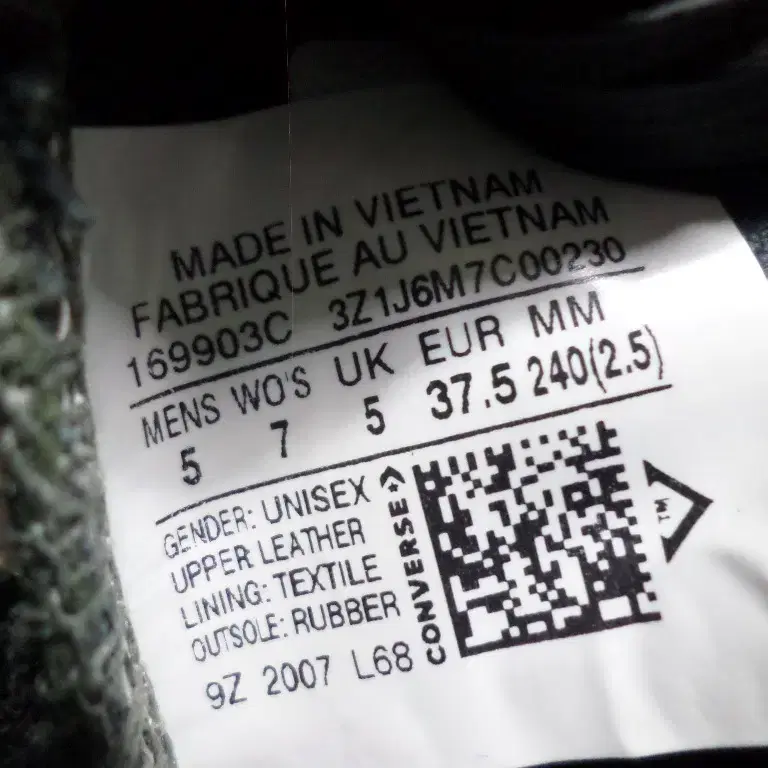 MADE IN VIETNAM
FABRIQUE AU VIETNAM
169903C 3Z1J6M7C00230
MENS WO'S UK EUR MM
5 7 5 37.5 240(2.5)
GENDER: UNISEX
UPPER LEATHER
LINING: TEXTILE
OUTSOLE: RUBBER
9Z 2007 L68
CONVERSE
TM